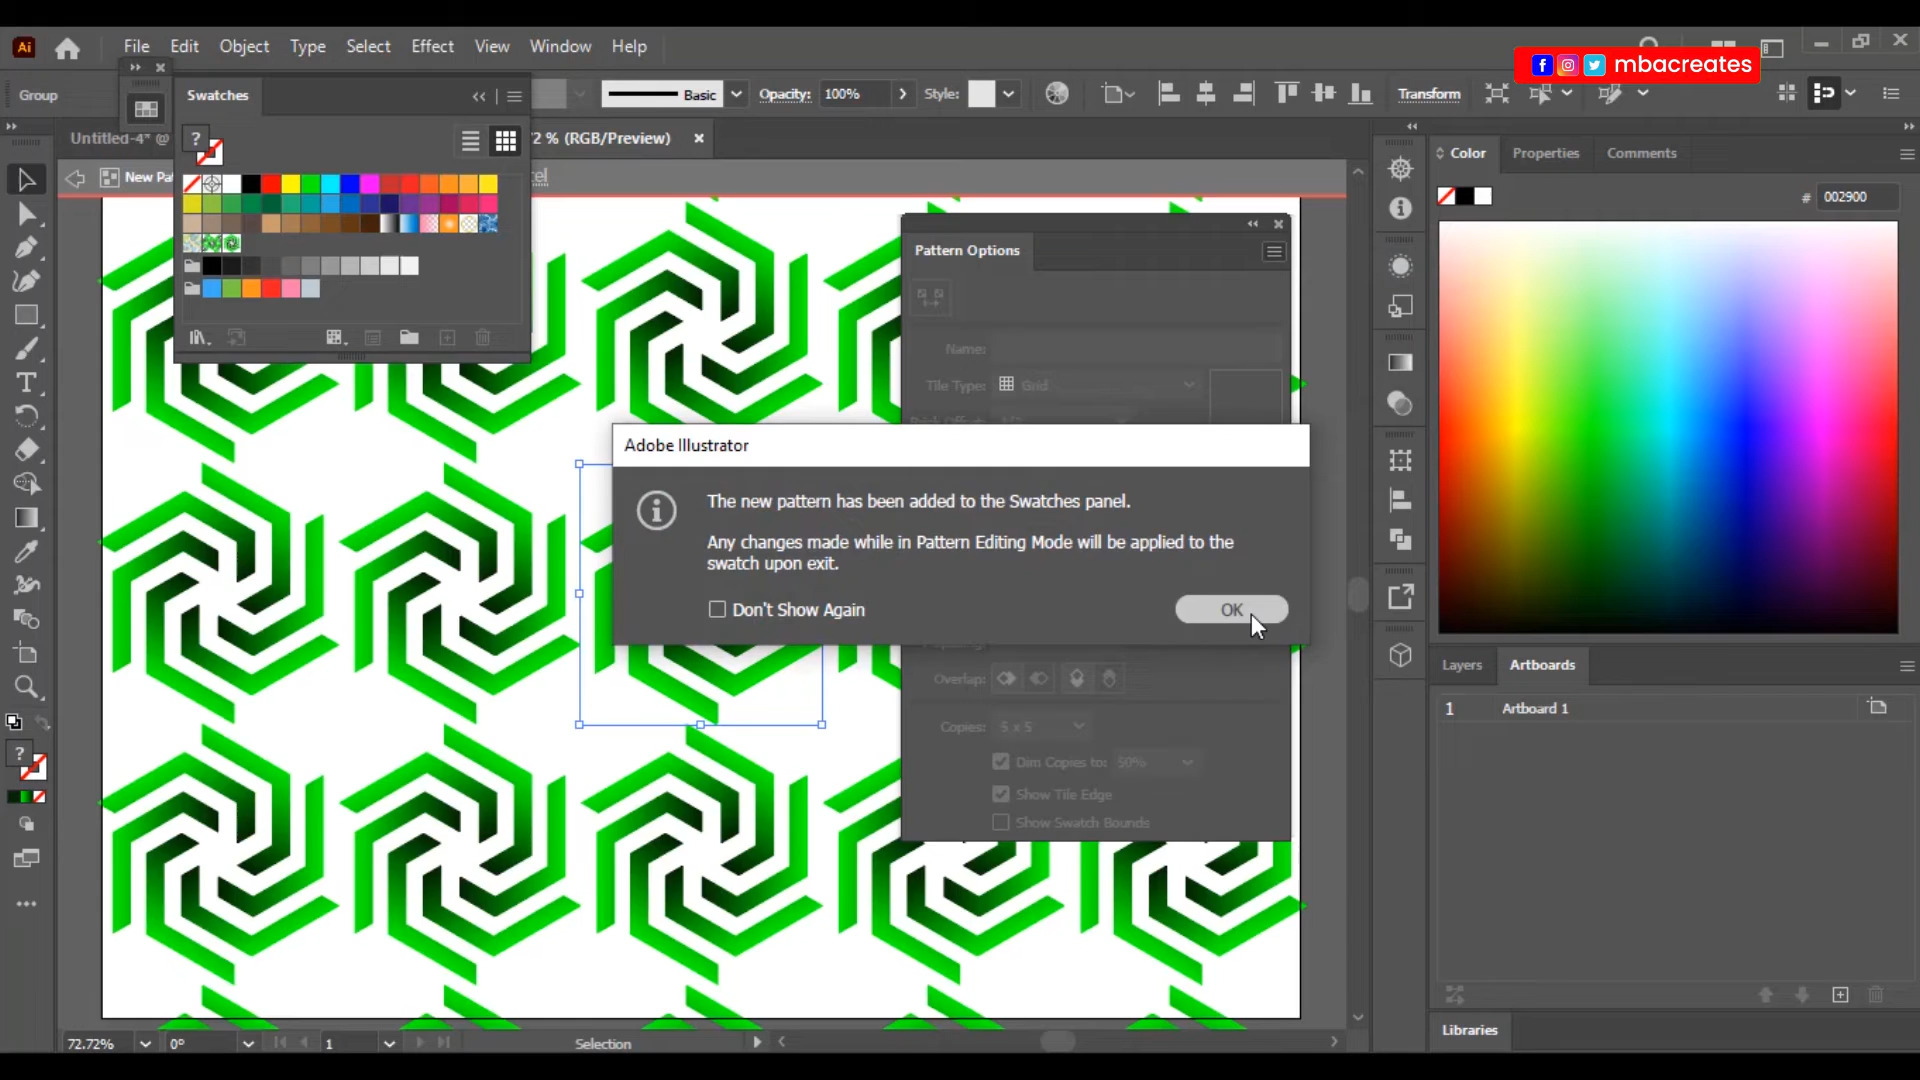 mbacreates
Ai File Edit Object Type Select Effect View Window Help
Group
Swatches
Basic
Opacity: 100%
Style:
Transform
Untitled-4* @
2 % (RGB/Preview)
New Pa
Color Properties Comments
# 002900
Pattern Options
Name:
Tile Type: Grid
Adobe Illustrator
The new pattern has been added to the Swatches panel.
Any changes made while in Pattern Editing Mode will be applied to the
swatch upon exit.
Don't Show Again
OK
Overlap:
Copies: 5 x 5
Dim Copies to: 50%
Show Tile Edge
Show Swatch Bounds
Layers Artboards
1 Artboard 1
Libraries
72.72% 0° 1 Selection